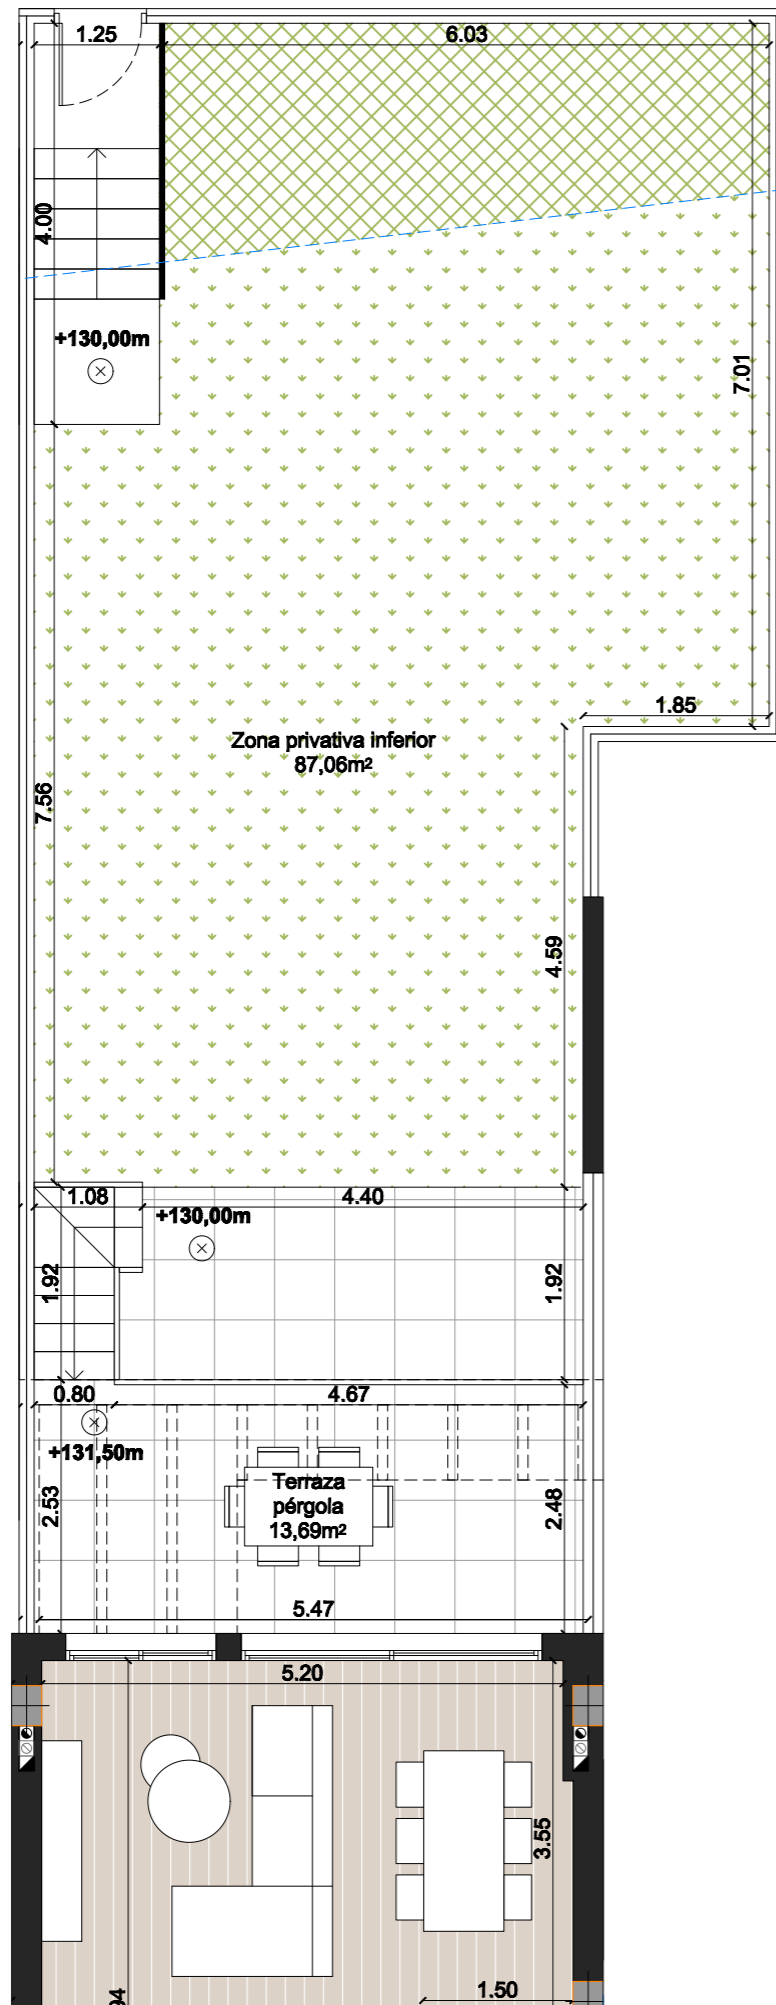 1.25
6.03
4.00
+130,00m
7.01
1.85
Zona privativa inferior
87,06m²
7.56
4.59
1.08
4.40
+130,00m
1.92
1.92
0.80
4.67
+131,50m
Terraza
pérgola
13,69m²
2.53
2.48
5.47
5.20
3.55
1.50